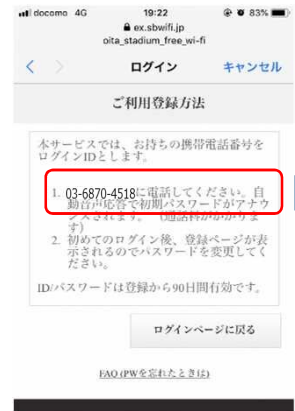 docomo 4G 19:22 83%
ex.sbwifi.jp
oita_stadium_free_wi-fi
ログイン キャンセル
ご利用登録方法
本サービスでは、お持ちの携帯電話番号を
ログインIDとします。
1. 03-6870-4518に電話してください。自
動音声応答で初期パスワードがアナウ
ンスされます。（通話料がかかりま
す）
2. 初めてのログイン後、登録ページが表
示されるのでパスワードを変更してく
ださい。
ID/パスワードは登録から90日間有効です。
ログインページに戻る
FAQ (PWを忘れたときは)